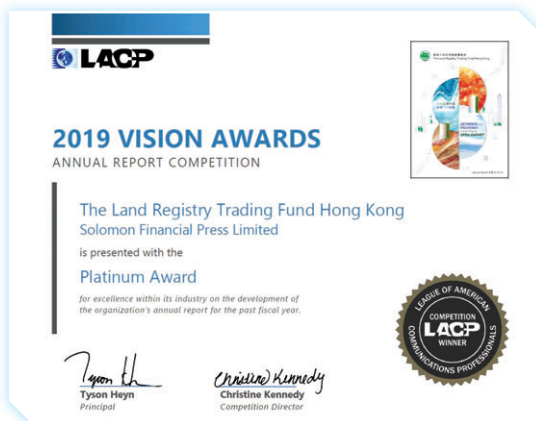 LACP
2019 VISION AWARDS
ANNUAL REPORT COMPETITION
The Land Registry Trading Fund Hong Kong
Solomon Financial Press Limited
is presented with the
Platinum Award
for excellence within its industry on the development of
the organization's annual report for the past fiscal year.
Tyson Heyn
Principal
Christine Kennedy
Christine Kennedy
Competition Director
LEAGUE OF AMERICAN
COMMUNICATIONS PROFESSIONALS
COMPETITION
LACP
WINNER